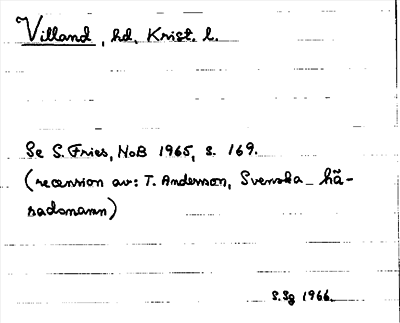 Villand, hd, Krist. l.
Se S. Fries, NoB 1965, s. 169.
(recension av: T. Andersson, Svenska hä-
radsnamn)
S.Sg 1966.